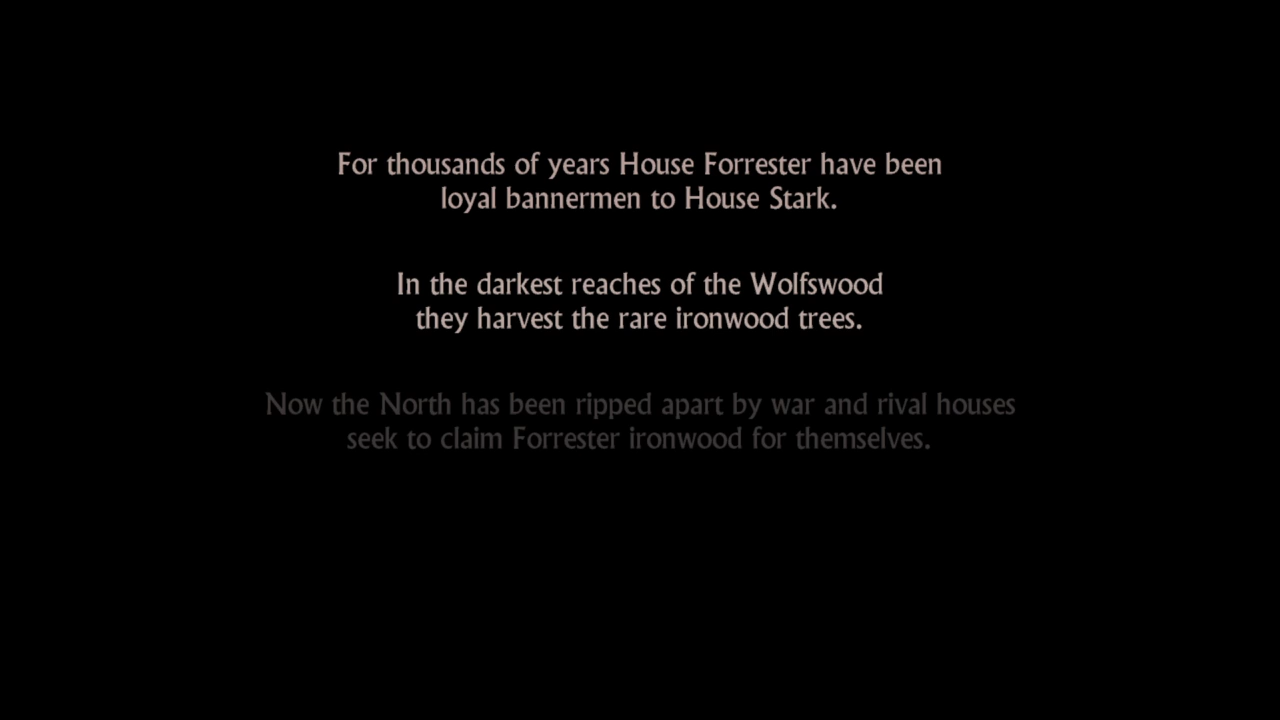 For thousands of years House Forrester have been
loyal bannermen to House Stark.
In the darkest reaches of the Wolfswood
they harvest the rare ironwood trees.
Now the North has been ripped apart by war and rival houses
seek to claim Forrester ironwood for themselves.